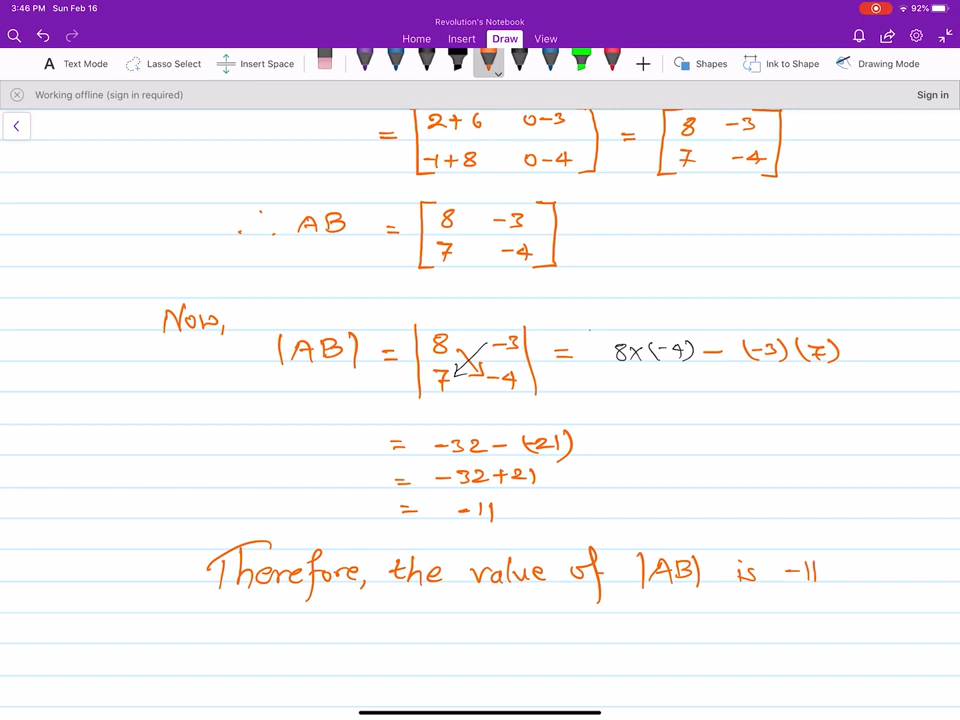 3:46 PM Sun Feb 16
92%
Revolution's Notebook
Home Insert Draw View
Text Mode Lasso Select Insert Space Shapes Ink to Shape Drawing Mode
Working offline (sign in required) Sign in
= [2+6 0-3] = [8 -3]
[-1+8 0-4] [7 -4]
∴ AB = [8 -3]
[7 -4]
Now,
|AB| = |8 -3| = 8×(-4) - (-3)(7)
|7 -4|
= -32 - (-21)
= -32+21
= -11
Therefore, the value of |AB| is -11